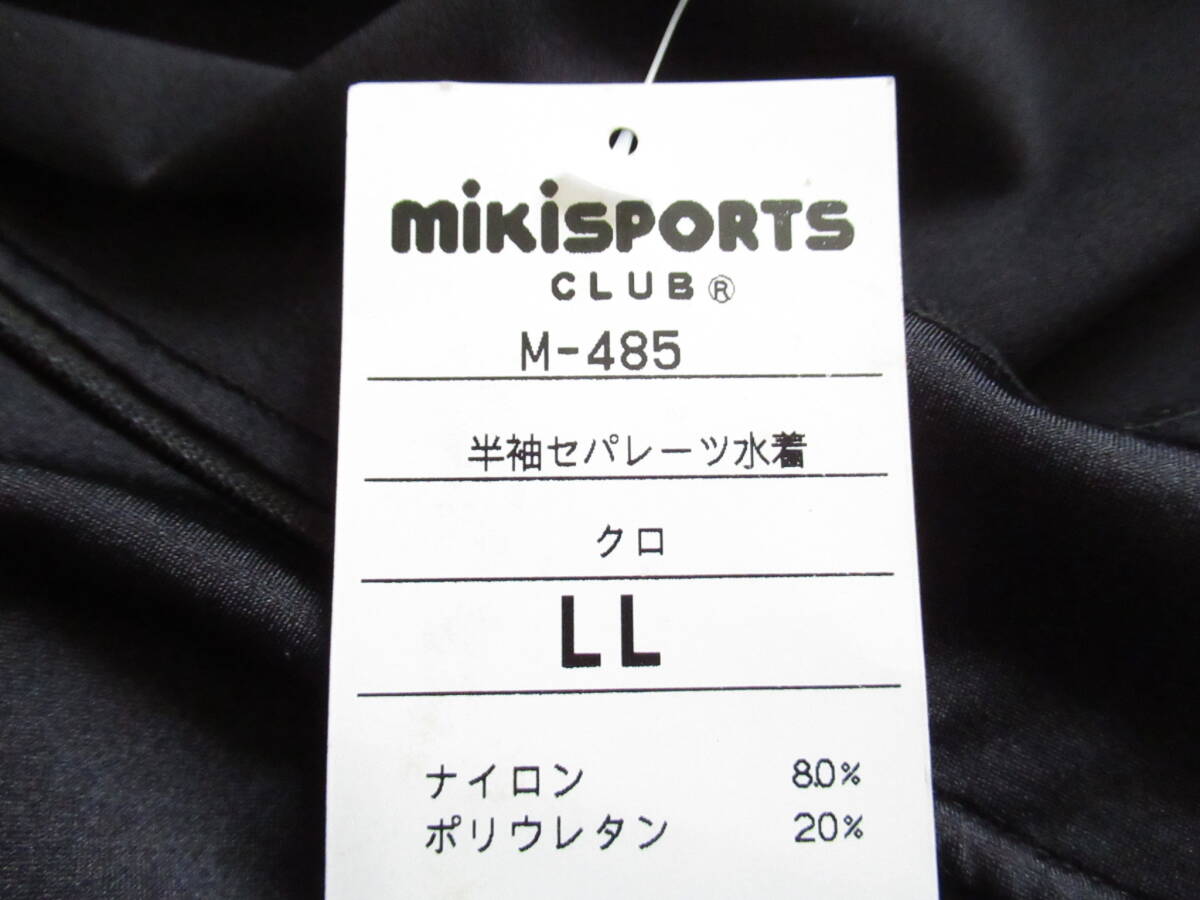 mikiSPORTS
CLUB®
M-485
半袖セパレーツ水着
クロ
LL
ナイロン 80%
ポリウレタン 20%